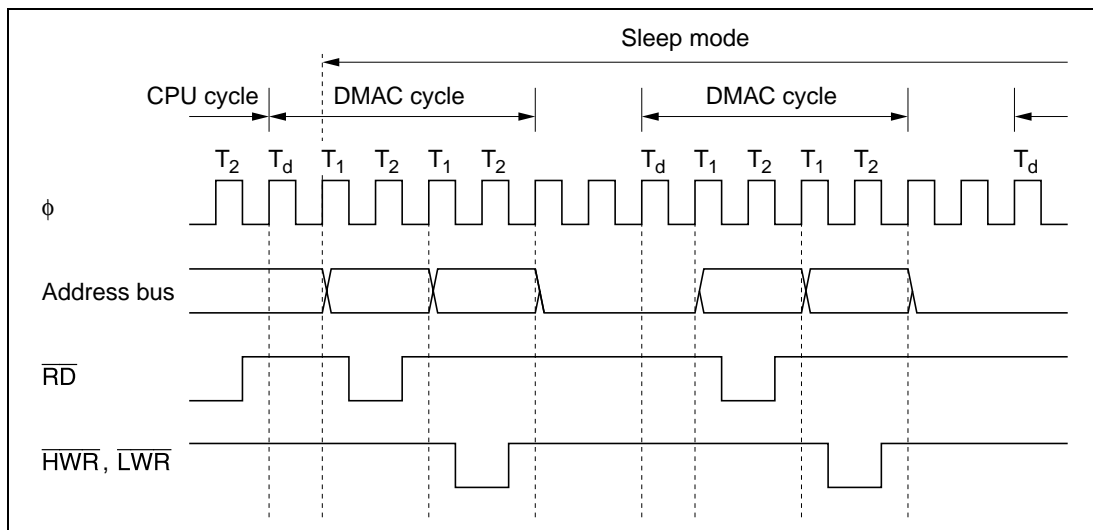 Sleep mode
CPU cycle DMAC cycle DMAC cycle
T2 Td T1 T2 T1 T2 Td T1 T2 T1 T2 Td
ϕ
Address bus
RD
HWR, LWR